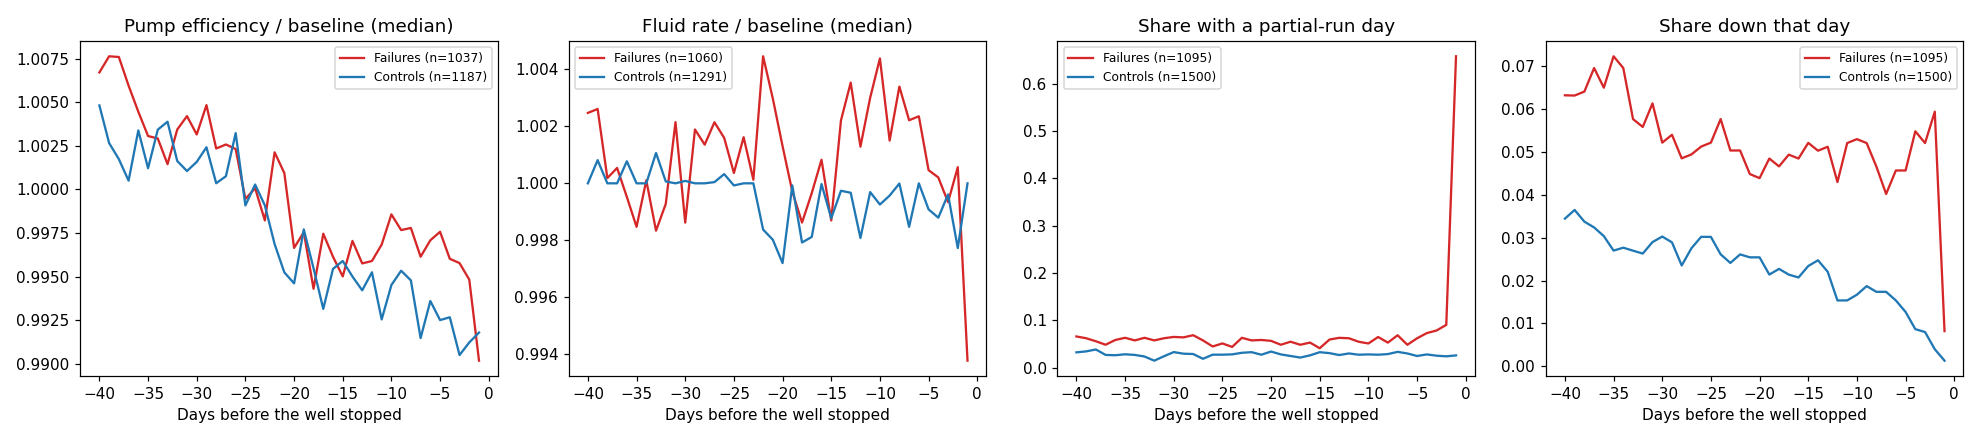 Pump efficiency / baseline (median)
Failures (n=1037)
Controls (n=1187)
1.0075
1.0050
1.0025
1.0000
0.9975
0.9950
0.9925
0.9900
−40 −35 −30 −25 −20 −15 −10 −5 0
Days before the well stopped
Fluid rate / baseline (median)
Failures (n=1060)
Controls (n=1291)
1.004
1.002
1.000
0.998
0.996
0.994
−40 −35 −30 −25 −20 −15 −10 −5 0
Days before the well stopped
Share with a partial-run day
Failures (n=1095)
Controls (n=1500)
0.6
0.5
0.4
0.3
0.2
0.1
0.0
−40 −35 −30 −25 −20 −15 −10 −5 0
Days before the well stopped
Share down that day
Failures (n=1095)
Controls (n=1500)
0.07
0.06
0.05
0.04
0.03
0.02
0.01
0.00
−40 −35 −30 −25 −20 −15 −10 −5 0
Days before the well stopped